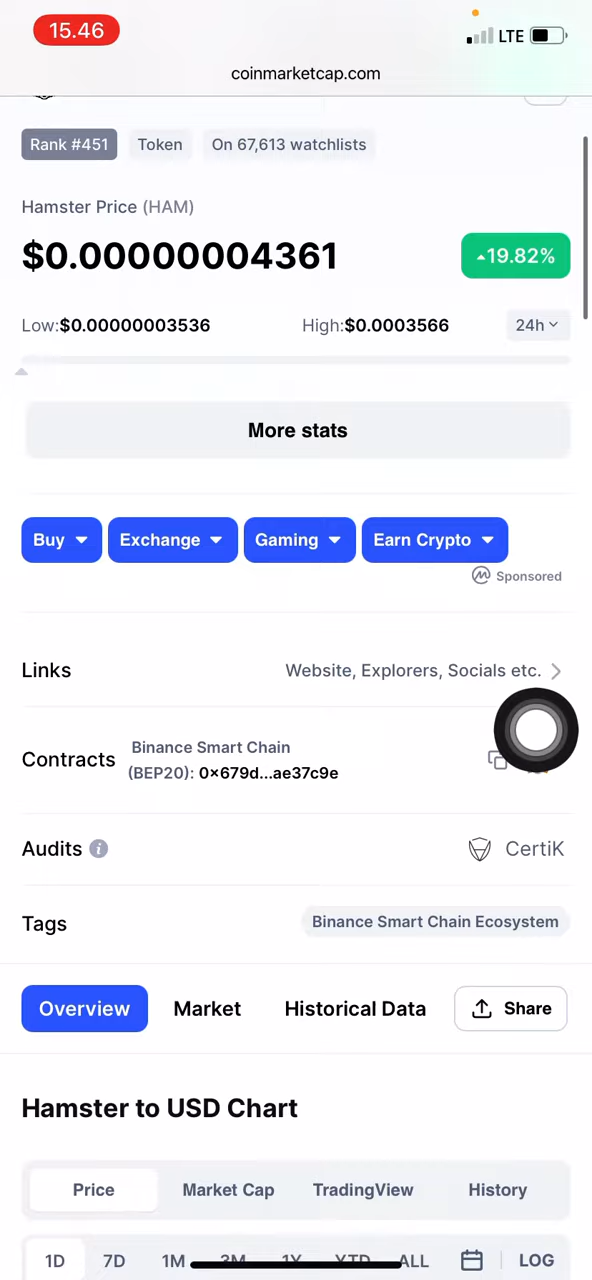 15.46
LTE
coinmarketcap.com
Rank #451 Token On 67,613 watchlists
Hamster Price (HAM)
$0.00000004361 19.82%
Low:$0.00000003536 High:$0.0003566 24h
More stats
Buy Exchange Gaming Earn Crypto
Sponsored
Links Website, Explorers, Socials etc.
Binance Smart Chain
Contracts
(BEP20): 0x679d...ae37c9e
Audits i CertiK
Tags Binance Smart Chain Ecosystem
Overview Market Historical Data Share
Hamster to USD Chart
Price Market Cap TradingView History
1D 7D 1M 3M 1Y YTD ALL LOG